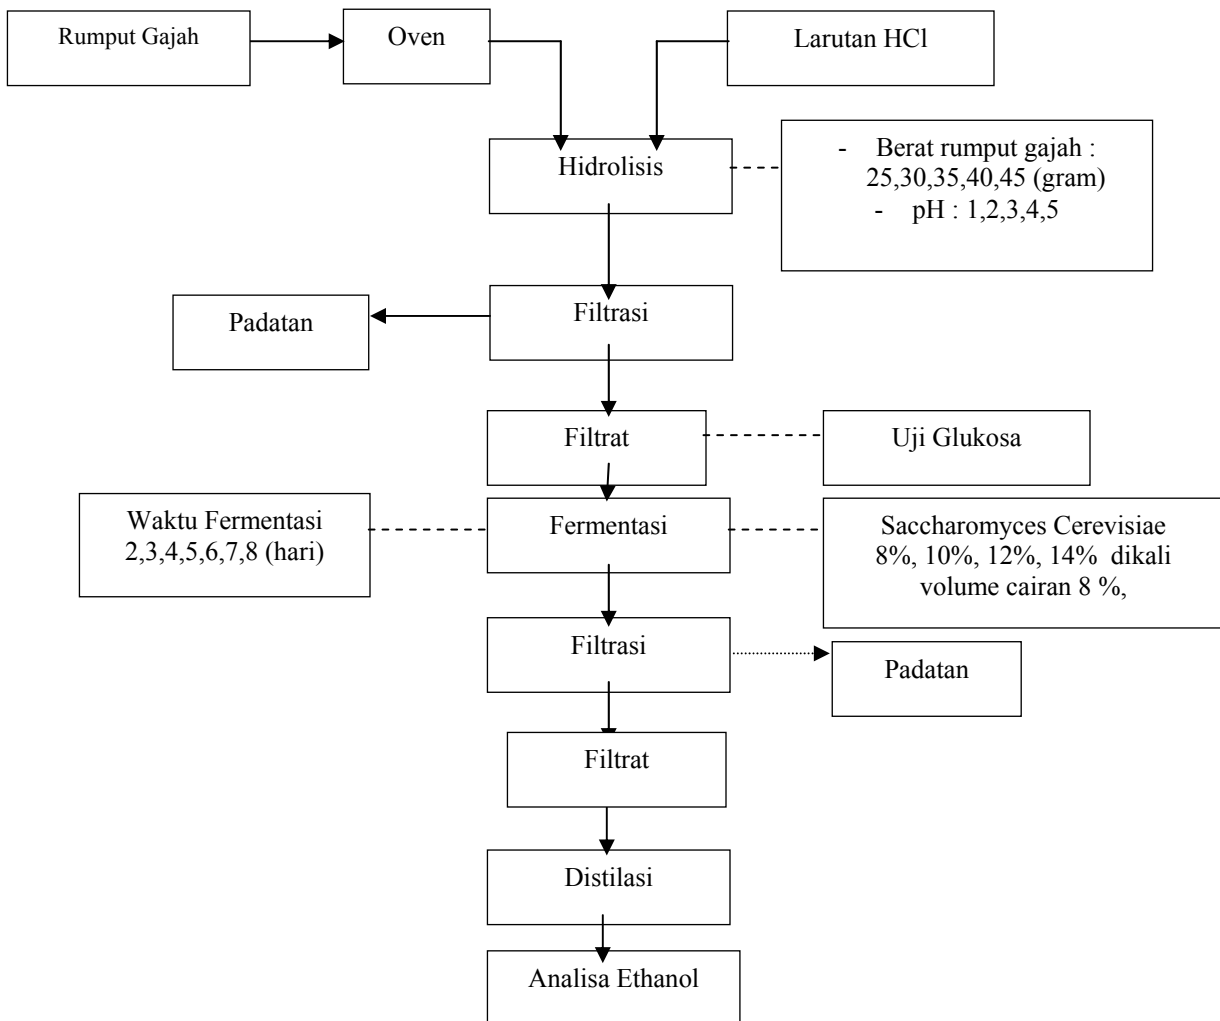 Rumput Gajah
Oven
Larutan HCl
Hidrolisis
- Berat rumput gajah :
25,30,35,40,45 (gram)
- pH : 1,2,3,4,5
Padatan
Filtrasi
Filtrat
Uji Glukosa
Waktu Fermentasi
2,3,4,5,6,7,8 (hari)
Fermentasi
Saccharomyces Cerevisiae
8%, 10%, 12%, 14% dikali
volume cairan 8 %,
Filtrasi
Padatan
Filtrat
Distilasi
Analisa Ethanol